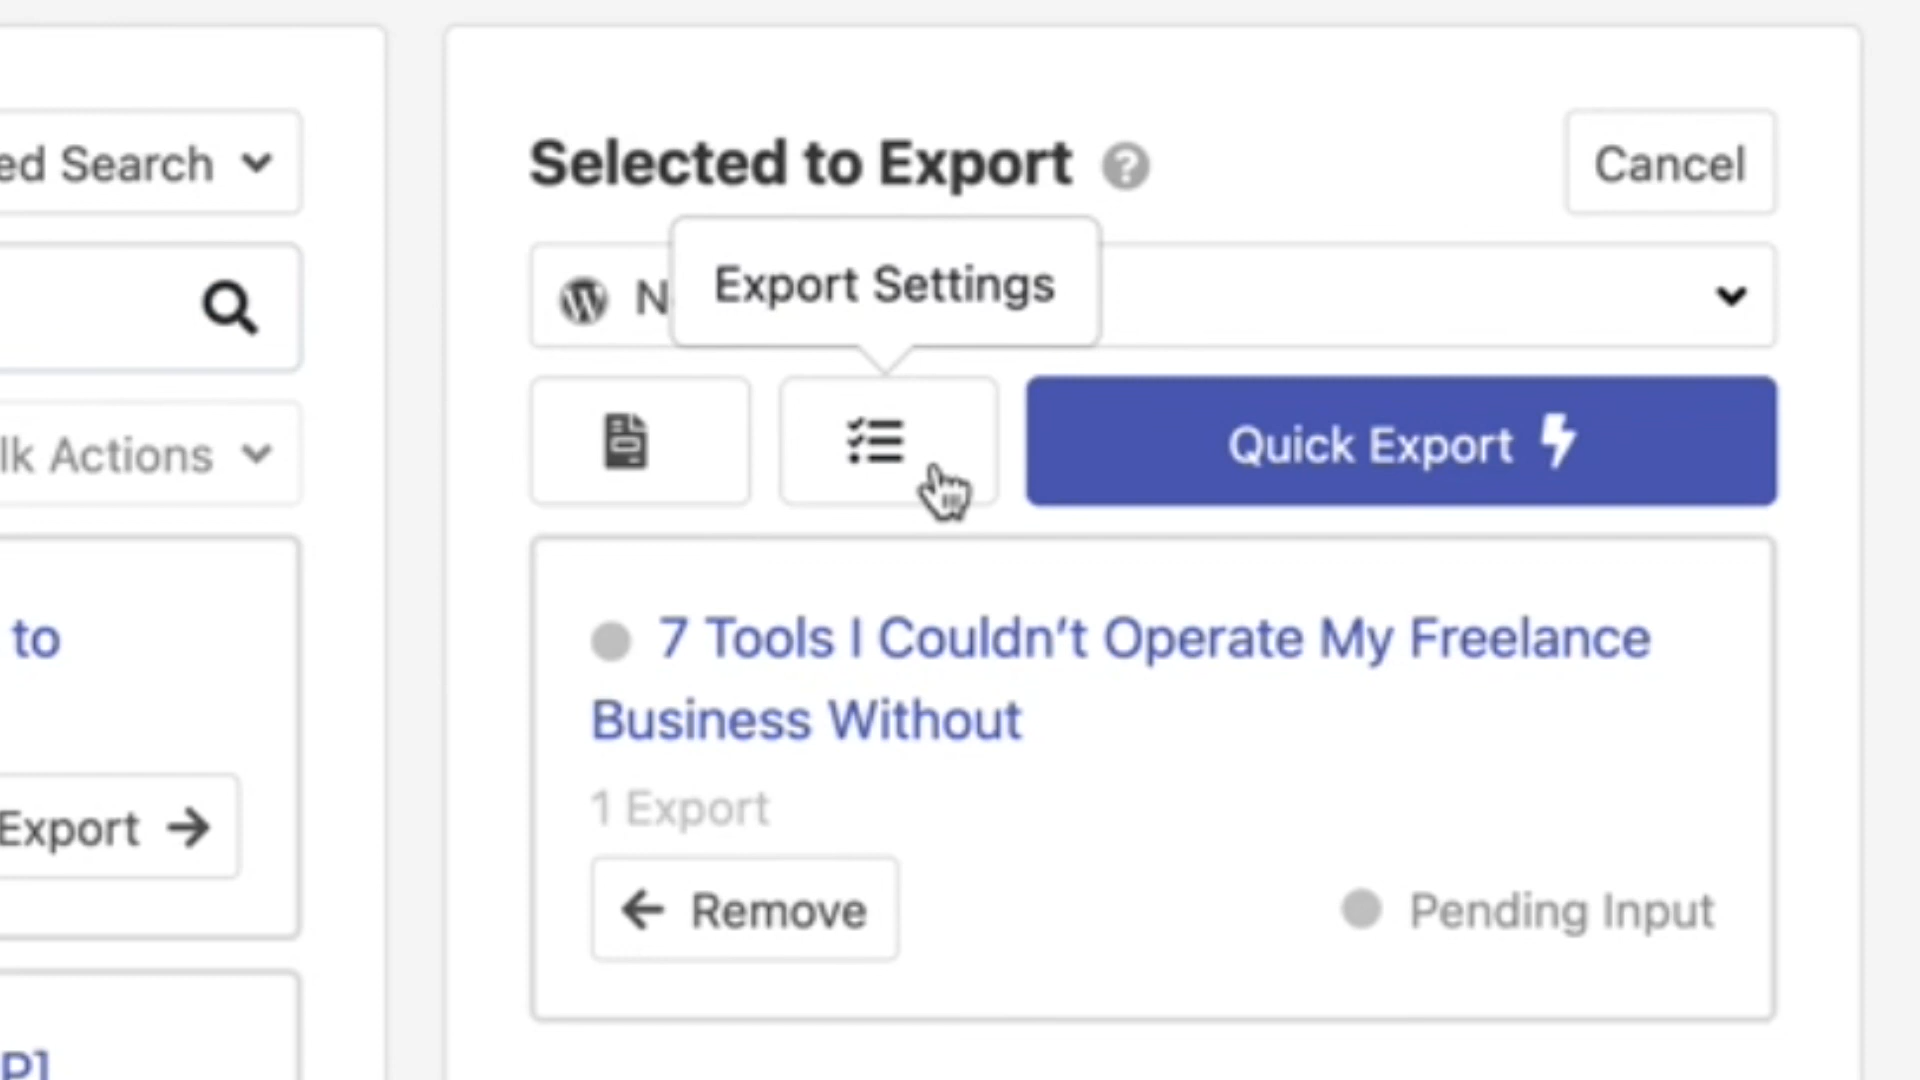 ed Search
Selected to Export
Cancel
N
Export Settings
lk Actions
Quick Export
to
7 Tools I Couldn't Operate My Freelance
Business Without
1 Export
Export
Remove
Pending Input
P]